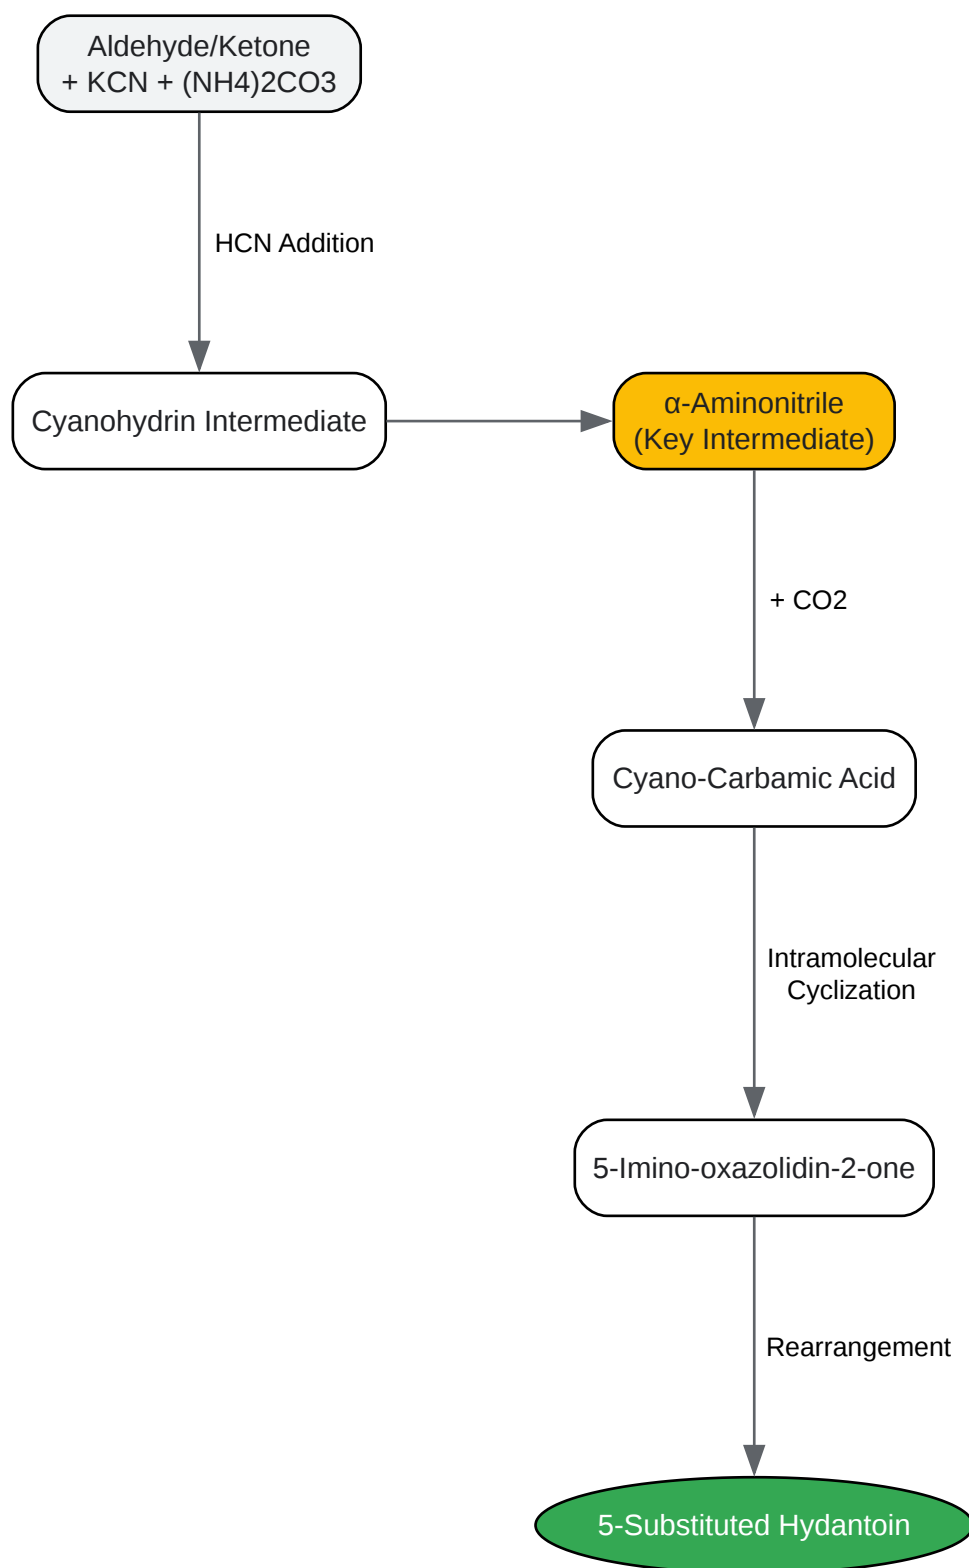 Aldehyde/Ketone
+ KCN + (NH4)2CO3
HCN Addition
Cyanohydrin Intermediate
α-Aminonitrile
(Key Intermediate)
+ CO2
Cyano-Carbamic Acid
Intramolecular
Cyclization
5-Imino-oxazolidin-2-one
Rearrangement
5-Substituted Hydantoin